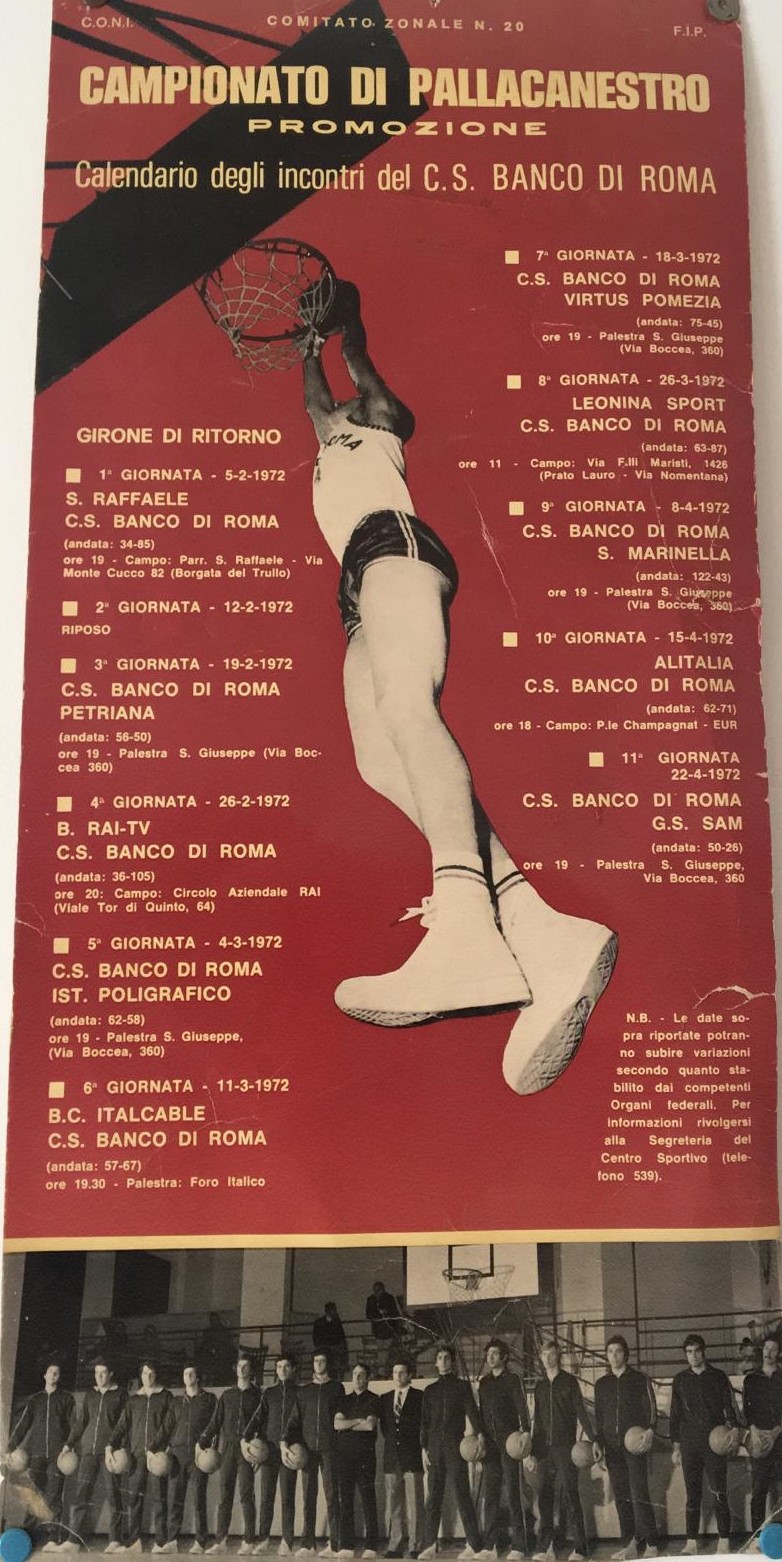 C.O.N.I.
COMITATO ZONALE N. 20
F.I.P.
CAMPIONATO DI PALLACANESTRO
PROMOZIONE
Calendario degli incontri del C.S. BANCO DI ROMA
GIRONE DI RITORNO
1ª GIORNATA - 5-2-1972
S. RAFFAELE
C.S. BANCO DI ROMA
(andata: 34-85)
ore 19 - Campo: Parr. S. Raffaele - Via
Monte Cucco 82 (Borgata del Trullo)
2ª GIORNATA - 12-2-1972
RIPOSO
3ª GIORNATA - 19-2-1972
C.S. BANCO DI ROMA
PETRIANA
(andata: 56-50)
ore 19 - Palestra S. Giuseppe (Via Boc-
cea 360)
4ª GIORNATA - 26-2-1972
B. RAI-TV
C.S. BANCO DI ROMA
(andata: 36-105)
ore 20: Campo: Circolo Aziendale RAI
(Viale Tor di Quinto, 64)
5ª GIORNATA - 4-3-1972
C.S. BANCO DI ROMA
IST. POLIGRAFICO
(andata: 62-58)
ore 19 - Palestra S. Giuseppe,
(Via Boccea, 360)
6ª GIORNATA - 11-3-1972
B.C. ITALCABLE
C.S. BANCO DI ROMA
(andata: 57-67)
ore 19.30 - Palestra: Foro Italico
7ª GIORNATA - 18-3-1972
C.S. BANCO DI ROMA
VIRTUS POMEZIA
(andata: 75-45)
ore 19 - Palestra S. Giuseppe
(Via Boccea, 360)
8ª GIORNATA - 26-3-1972
LEONINA SPORT
C.S. BANCO DI ROMA
(andata: 63-87)
ore 11 - Campo: Via F.lli Maristi, 1426
(Prato Lauro - Via Nomentana)
9ª GIORNATA - 8-4-1972
C.S. BANCO DI ROMA
S. MARINELLA
(andata: 122-43)
ore 19 - Palestra S. Giuseppe
(Via Boccea, 360)
10ª GIORNATA - 15-4-1972
ALITALIA
C.S. BANCO DI ROMA
(andata: 62-71)
ore 18 - Campo: P.le Champagnat - EUR
11ª GIORNATA
22-4-1972
C.S. BANCO DI ROMA
G.S. SAM
(andata: 50-26)
ore 19 - Palestra S. Giuseppe,
Via Boccea, 360
N.B. - Le date so-
pra riportate potran-
no subire variazioni
secondo quanto sta-
bilito dai competenti
Organi federali. Per
informazioni rivolgersi
alla Segreteria del
Centro Sportivo (tele-
fono 539).